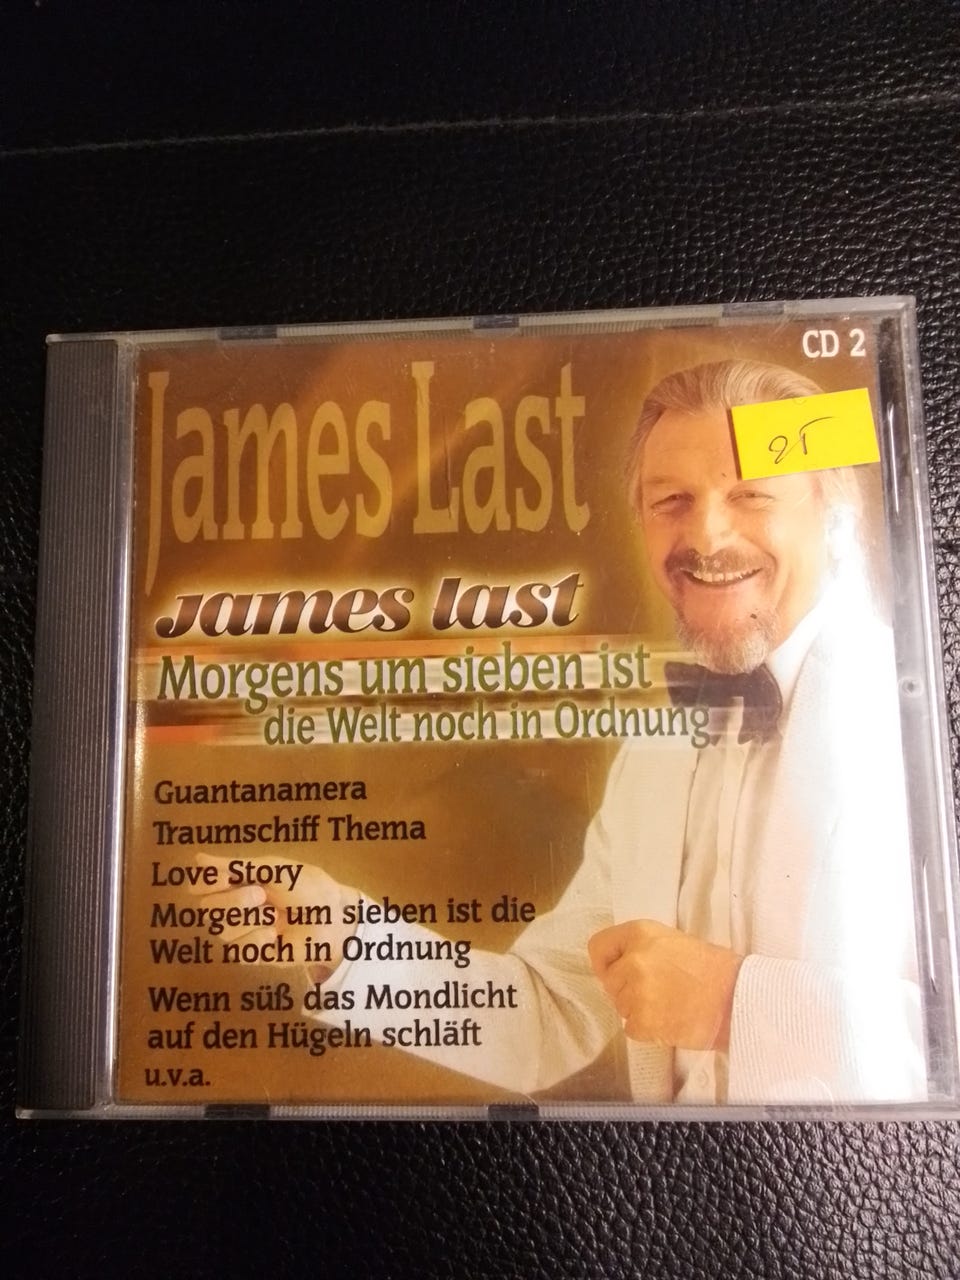 CD 2
James Last
james last
Morgens um sieben ist
die Welt noch in Ordnung
Guantanamera
Traumschiff Thema
Love Story
Morgens um sieben ist die
Welt noch in Ordnung
Wenn süß das Mondlicht
auf den Hügeln schläft
u.v.a.